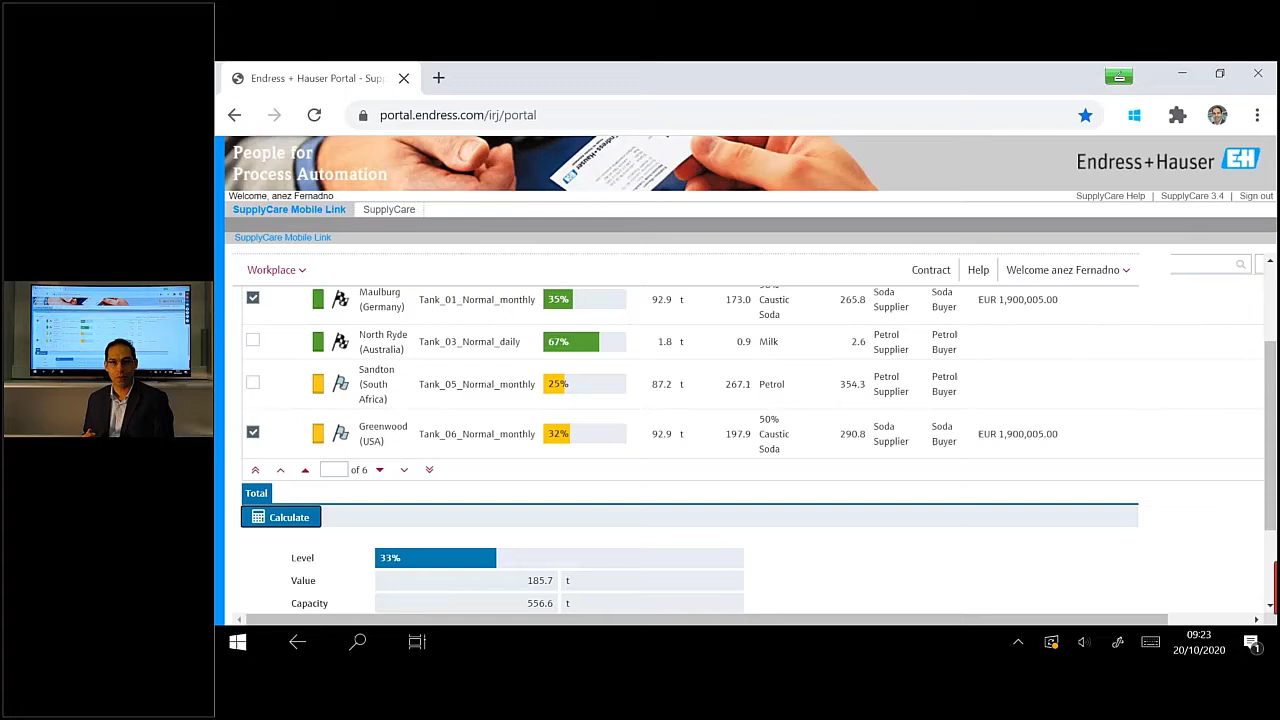 Endress + Hauser Portal - Supp
portal.endress.com/irj/portal
People for
Process Automation
Endress+Hauser EH
Welcome, anez Fernadno
SupplyCare Help | SupplyCare 3.4 | Sign out
SupplyCare Mobile Link SupplyCare
SupplyCare Mobile Link
Workplace Contract Help Welcome anez Fernadno
Maulburg (Germany) Tank_01_Normal_monthly 35% 92.9 t 173.0 Caustic Soda 265.8 Soda Supplier Soda Buyer EUR 1,900,005.00
North Ryde (Australia) Tank_03_Normal_daily 67% 1.8 t 0.9 Milk 2.6 Petrol Supplier Petrol Buyer
Sandton (South Africa) Tank_05_Normal_monthly 25% 87.2 t 267.1 Petrol 354.3 Petrol Supplier Petrol Buyer
Greenwood (USA) Tank_06_Normal_monthly 32% 92.9 t 197.9 50% Caustic Soda 290.8 Soda Supplier Soda Buyer EUR 1,900,005.00
of 6
Total
Calculate
Level 33%
Value 185.7 t
Capacity 556.6 t
09:23
20/10/2020
1